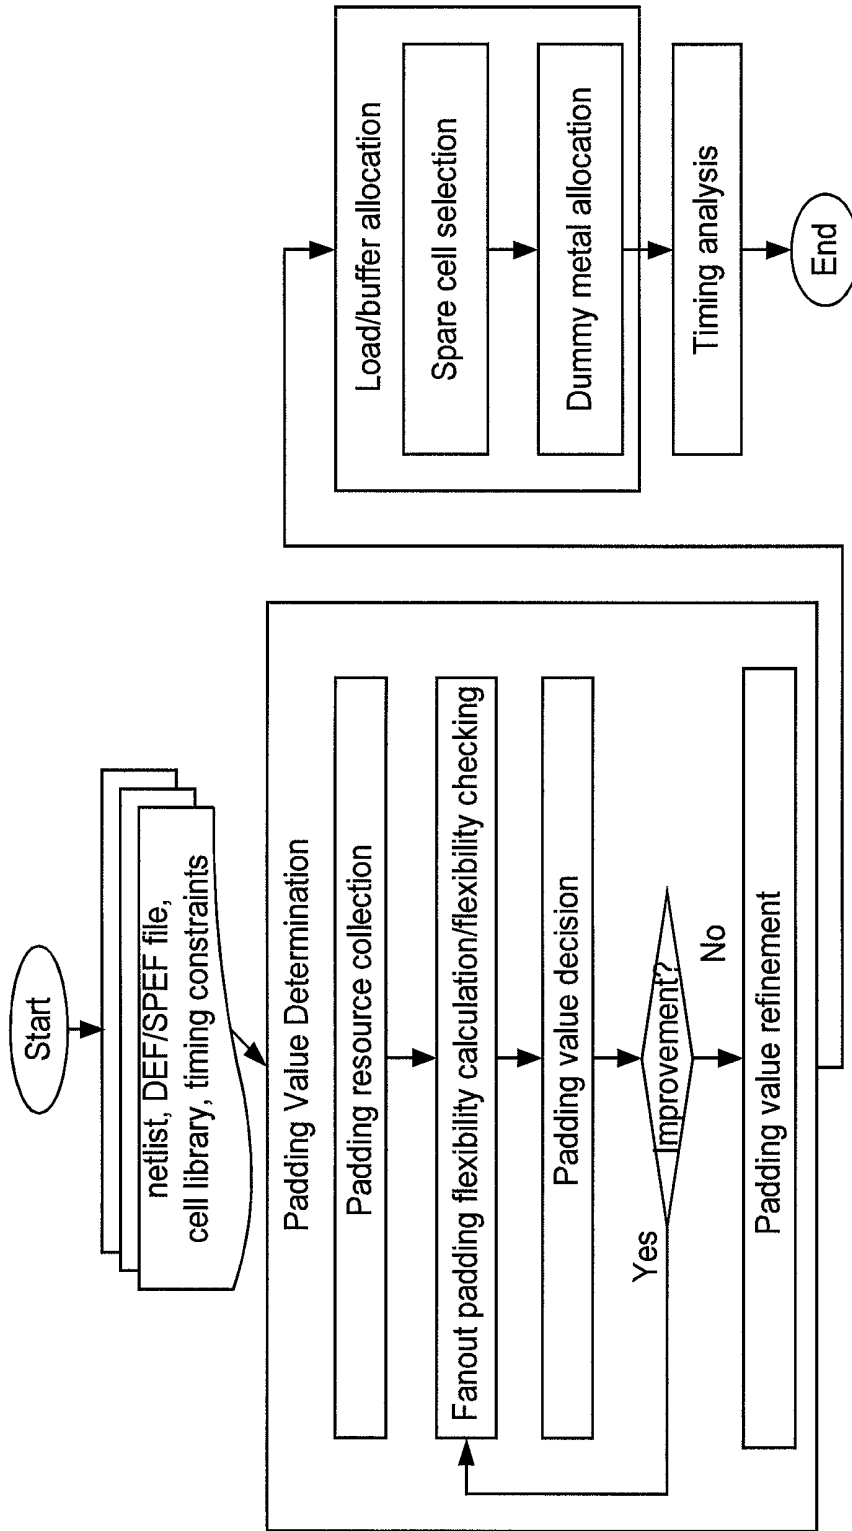 Start
netlist, DEF/SPEF file,
cell library, timing constraints
Padding Value Determination
Padding resource collection
Fanout padding flexibility calculation/flexibility checking
Padding value decision
Improvement?
Yes
No
Padding value refinement
Load/buffer allocation
Spare cell selection
Dummy metal allocation
Timing analysis
End